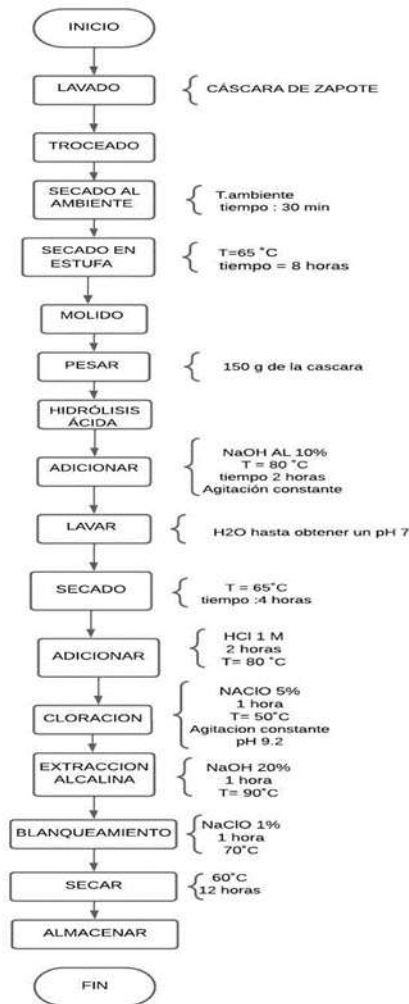 INICIO
LAVADO
CÁSCARA DE ZAPOTE
TROCEADO
SECADO AL
AMBIENTE
T.ambiente
tiempo : 30 min
SECADO EN
ESTUFA
T=65 ˚C
tiempo = 8 horas
MOLIDO
PESAR
150 g de la cascara
HIDRÓLISIS
ÁCIDA
ADICIONAR
NaOH AL 10%
T = 80 ˚C
tiempo 2 horas
Agitación constante
LAVAR
H2O hasta obtener un pH 7
SECADO
T = 65˚C
tiempo :4 horas
ADICIONAR
HCl 1 M
2 horas
T= 80 ˚C
CLORACION
NAClO 5%
1 hora
T= 50˚C
Agitacion constante
pH 9.2
EXTRACCION
ALCALINA
NaOH 20%
1 hora
T= 90˚C
BLANQUEAMIENTO
NaClO 1%
1 hora
70˚C
SECAR
60˚C
12 horas
ALMACENAR
FIN